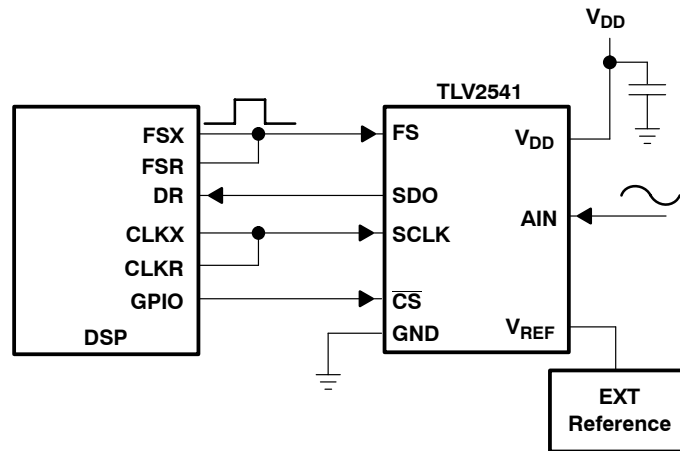 VDD
TLV2541
FSX
FSR
DR
CLKX
CLKR
GPIO
DSP
FS
SDO
SCLK
CS
GND
VDD
AIN
VREF
EXT
Reference